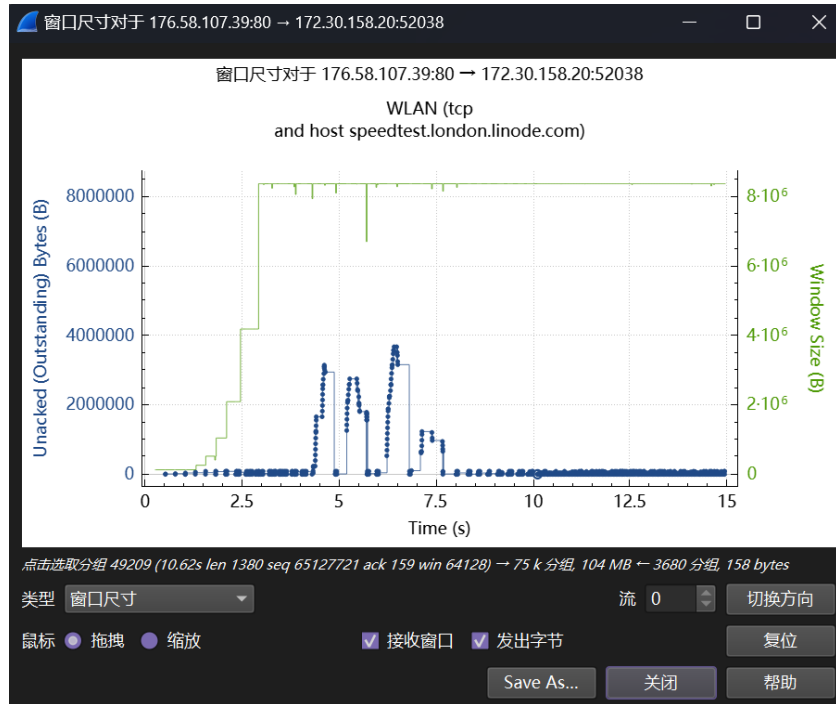 窗口尺寸对于 176.58.107.39:80 → 172.30.158.20:52038
窗口尺寸对于 176.58.107.39:80 → 172.30.158.20:52038
WLAN (tcp
and host speedtest.london.linode.com)
8000000
6000000
4000000
2000000
0
Unacked (Outstanding) Bytes (B)
8·10⁶
6·10⁶
4·10⁶
2·10⁶
0
Window Size (B)
0 2.5 5 7.5 10 12.5 15
Time (s)
点击选取分组 49209 (10.62s len 1380 seq 65127721 ack 159 win 64128) → 75 k 分组, 104 MB ← 3680 分组, 158 bytes
类型 窗口尺寸 流 0 切换方向
鼠标 拖拽 缩放 接收窗口 发出字节 复位
Save As... 关闭 帮助